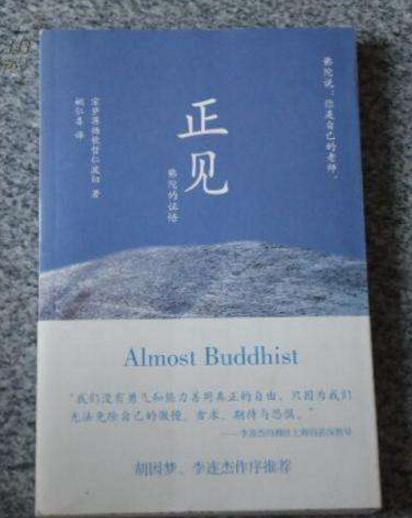 佛陀说：你是自己的老师。
正见
佛陀的证悟
宗萨蒋扬钦哲仁波切 著
姚仁喜 译
Almost Buddhist
“我们没有勇气和能力善用真正的自由，只因为我们
无法免除自己的傲慢、贪求、期待与恐惧。”
胡因梦、李连杰作序推荐